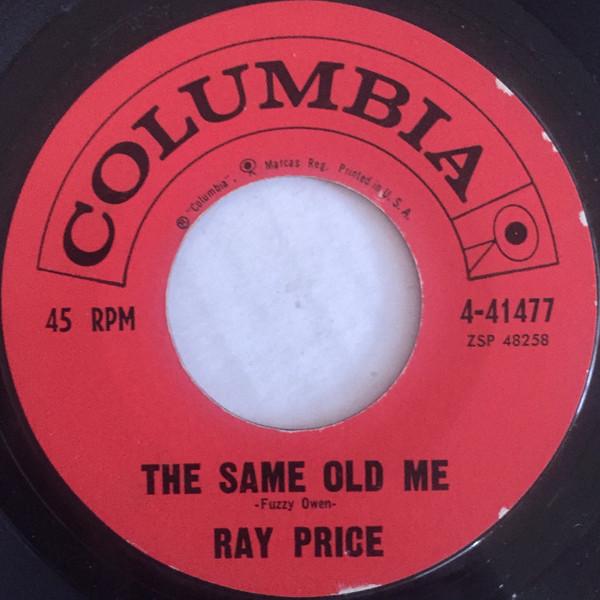 COLUMBIA
Ⓡ "Columbia", Marcas Reg. Printed in U. S. A.
45 RPM
4-41477
ZSP 48258
THE SAME OLD ME
-Fuzzy Owen-
RAY PRICE